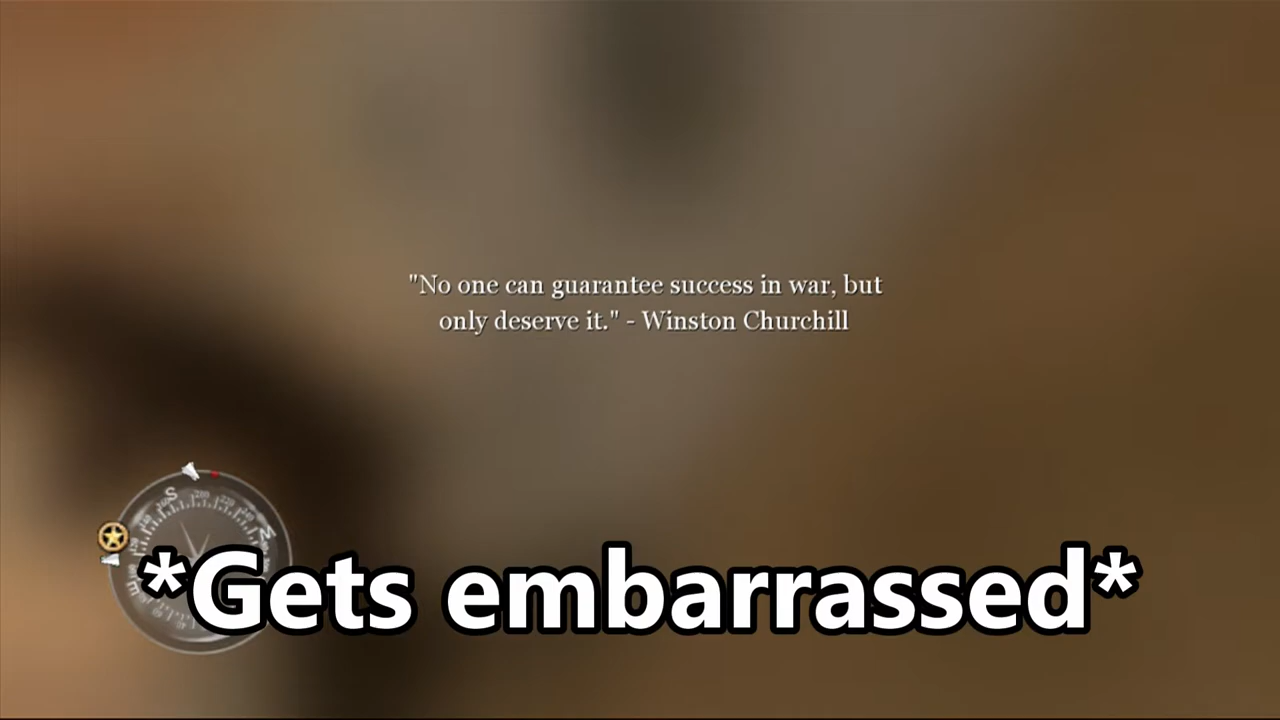 "No one can guarantee success in war, but
only deserve it." - Winston Churchill
S
W
E
*Gets embarrassed*